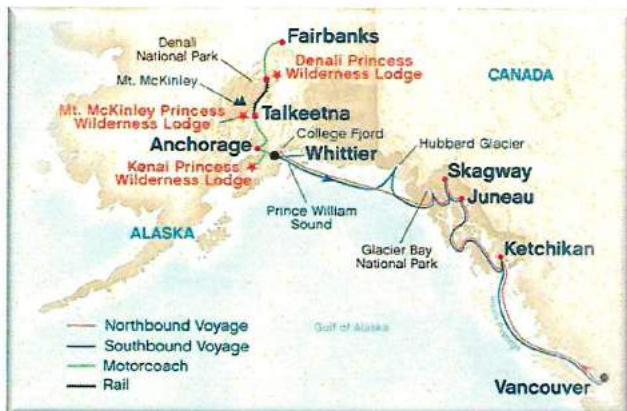 Fairbanks
Denali
National Park
Denali Princess
Wilderness Lodge
Mt. McKinley
CANADA
Mt. McKinley Princess
Wilderness Lodge
Talkeetna
College Fjord
Hubbard Glacier
Anchorage
Whittier
Kenai Princess
Wilderness Lodge
Skagway
Juneau
Prince William
Sound
Glacier Bay
National Park
ALASKA
Ketchikan
Northbound Voyage
Southbound Voyage
Motorcoach
Rail
Gulf of Alaska
Vancouver